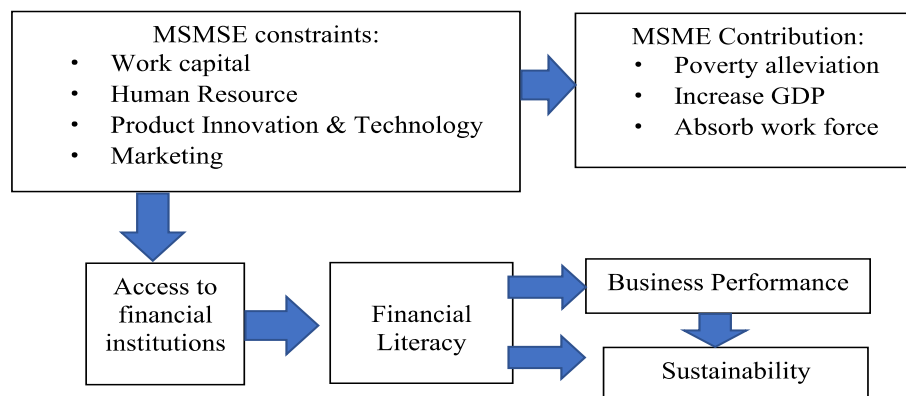 MSMSE constraints:
• Work capital
• Human Resource
• Product Innovation & Technology
• Marketing
MSME Contribution:
• Poverty alleviation
• Increase GDP
• Absorb work force
Access to
financial
institutions
Financial
Literacy
Business Performance
Sustainability